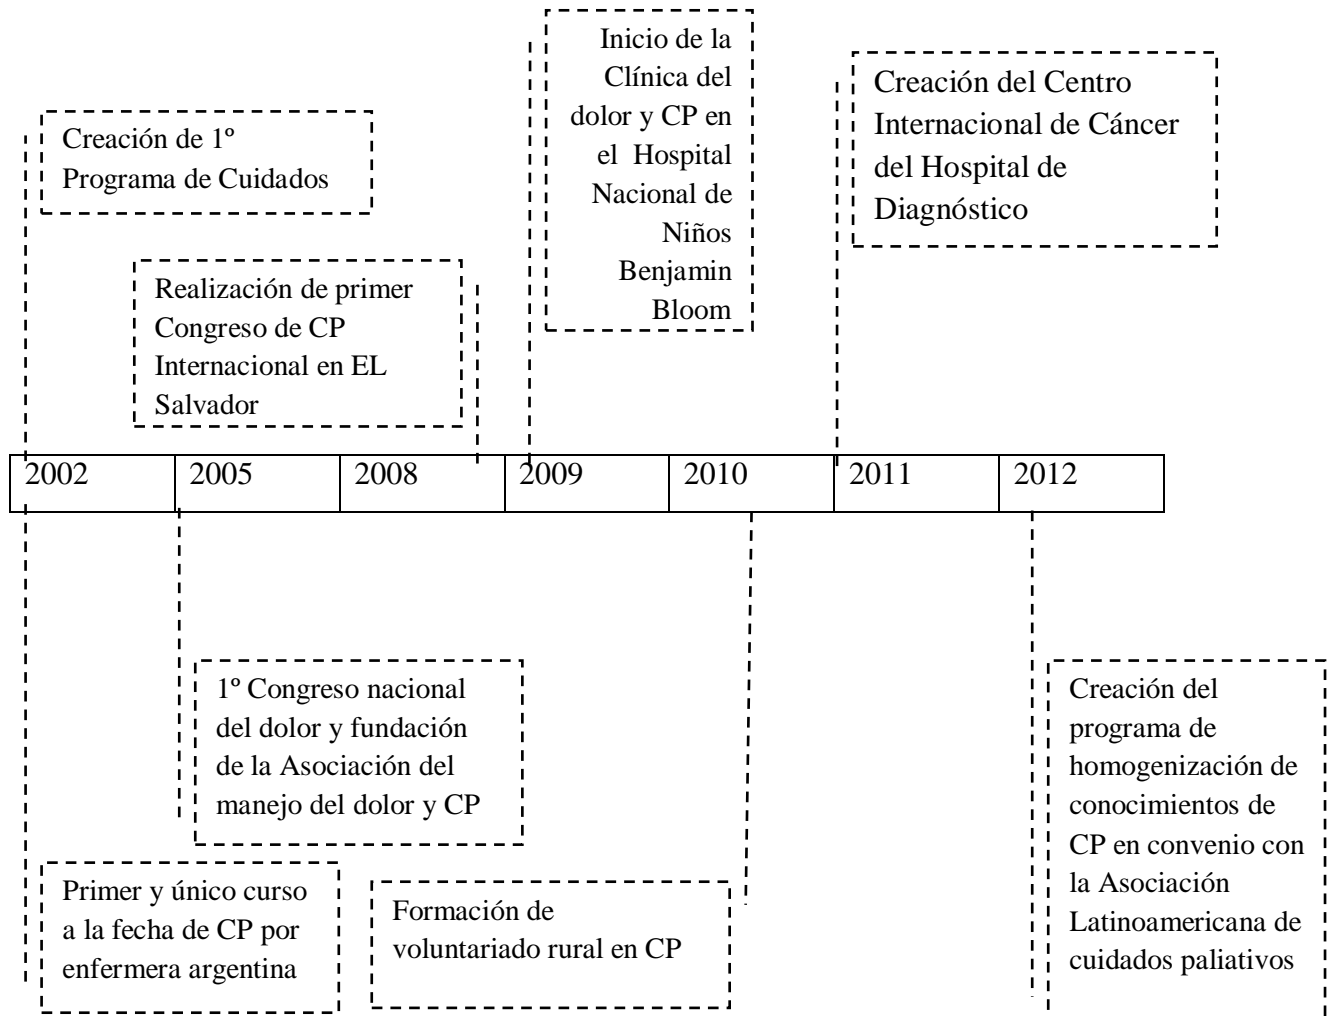 Inicio de la
Clínica del
dolor y CP en
el Hospital
Nacional de
Niños
Benjamin
Bloom
Creación del Centro
Internacional de Cáncer
del Hospital de
Diagnóstico
Creación de 1º
Programa de Cuidados
Realización de primer
Congreso de CP
Internacional en EL
Salvador
2002 2005 2008 2009 2010 2011 2012
1º Congreso nacional
del dolor y fundación
de la Asociación del
manejo del dolor y CP
Creación del
programa de
homogenización de
conocimientos de
CP en convenio con
la Asociación
Latinoamericana de
cuidados paliativos
Primer y único curso
a la fecha de CP por
enfermera argentina
Formación de
voluntariado rural en CP